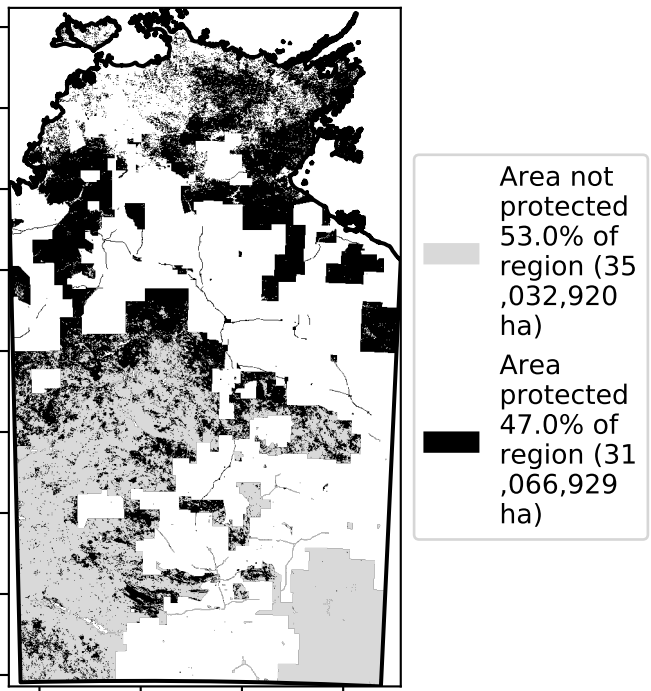 Area not
protected
53.0% of
region (35
,032,920
ha)
Area
protected
47.0% of
region (31
,066,929
ha)